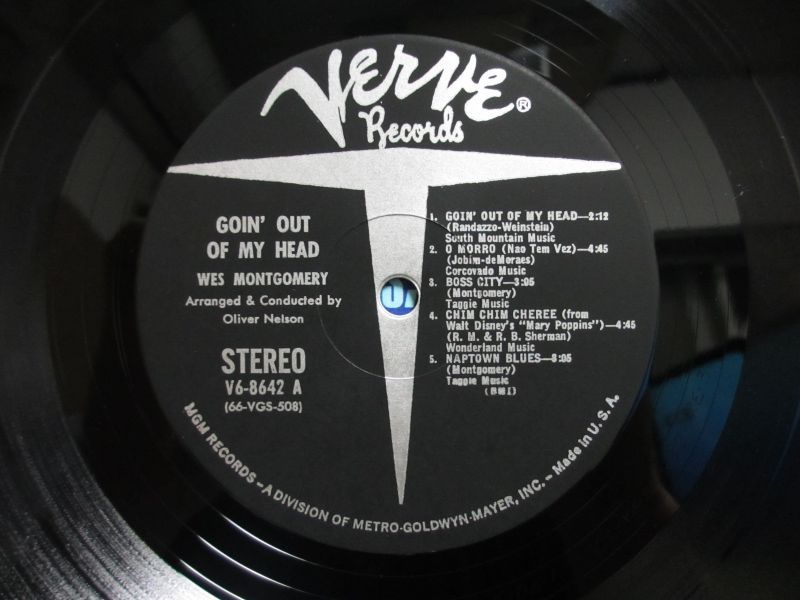 VERVE®
Records
GOIN' OUT
OF MY HEAD
WES MONTGOMERY
Arranged & Conducted by
Oliver Nelson
STEREO
V6-8642 A
(66-VGS-508)
1. GOIN' OUT OF MY HEAD—2:12
(Randazzo-Weinstein)
South Mountain Music
2. O MORRO (Nao Tem Vez)—4:45
(Jobim-deMoraes)
Corcovado Music
3. BOSS CITY—3:05
(Montgomery)
Taggie Music
4. CHIM CHIM CHEREE (from
Walt Disney's "Mary Poppins")—4:45
(R. M. & R. B. Sherman)
Wonderland Music
5. NAPTOWN BLUES—3:05
(Montgomery)
Taggie Music
(BMI)
MGM RECORDS – A DIVISION OF METRO-GOLDWYN-MAYER, INC. – Made in U. S. A.